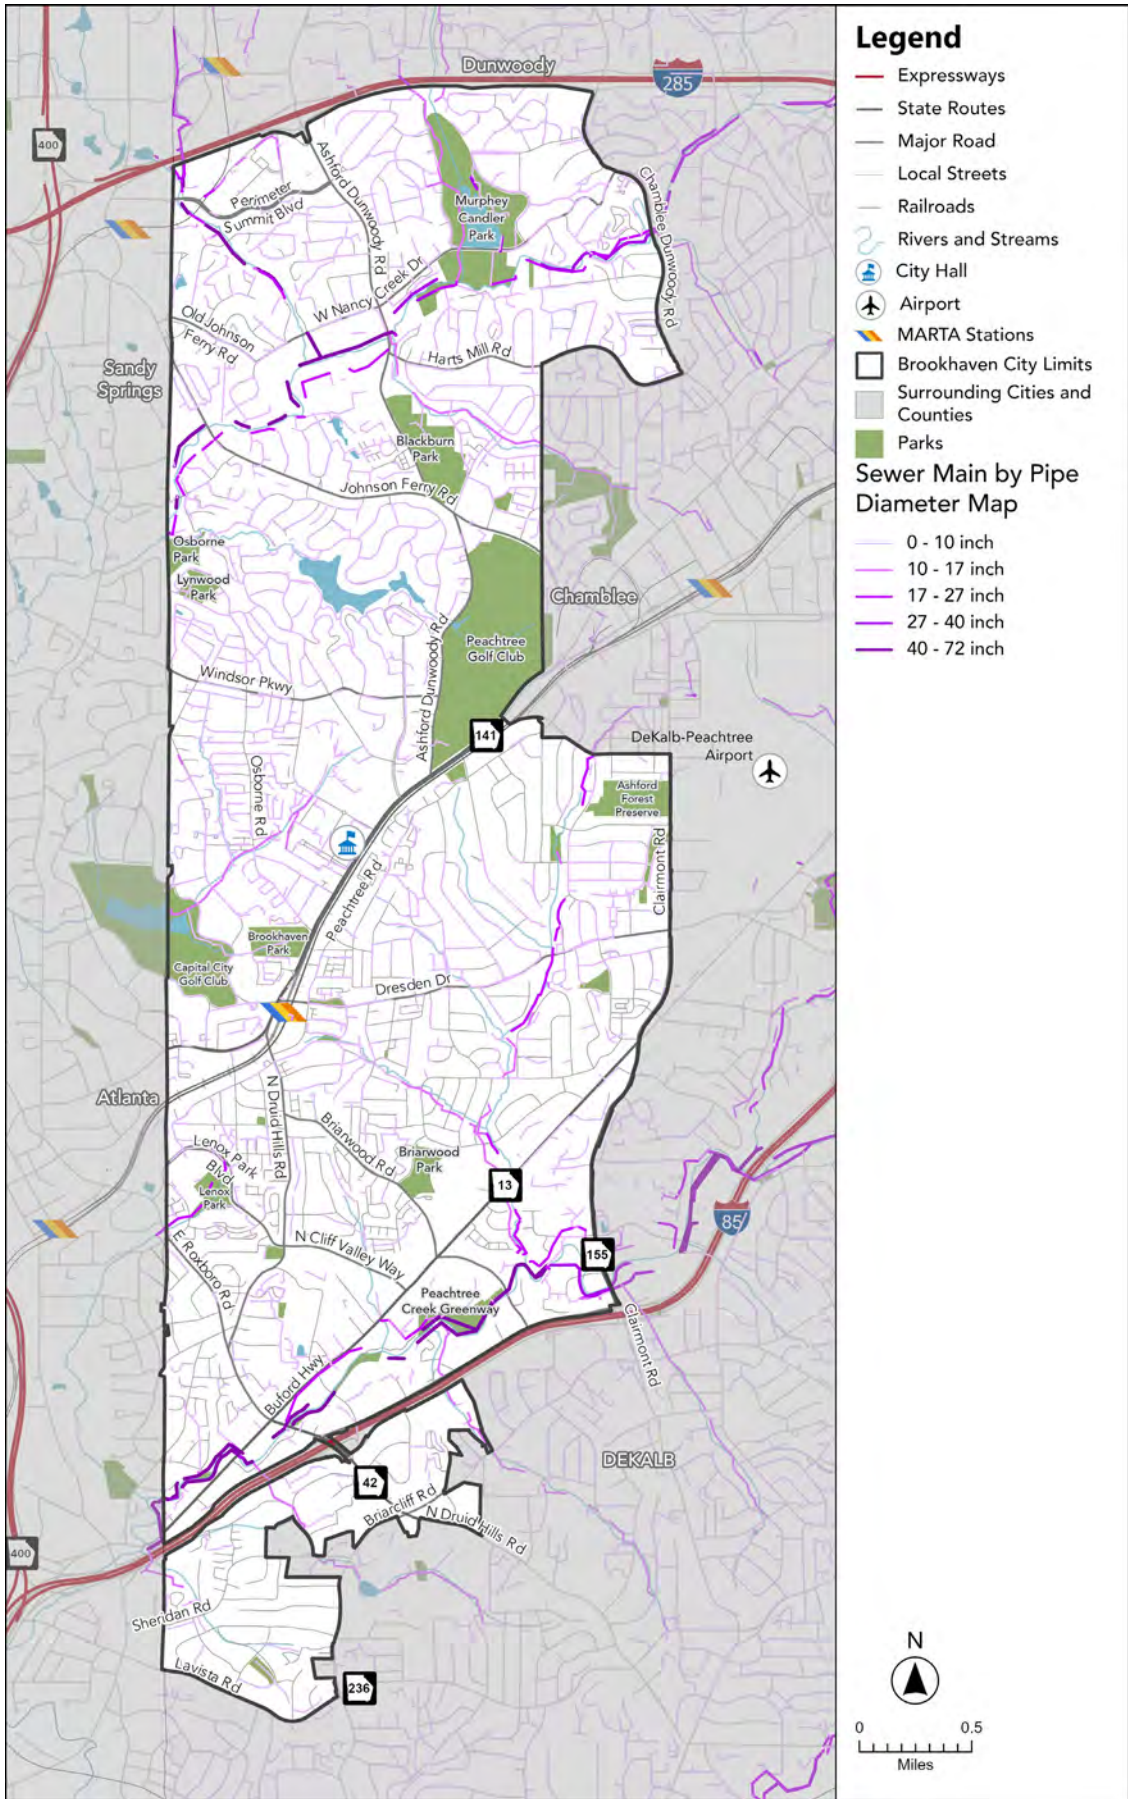 Dunwoody
285
400
Ashford Dunwoody Rd
Chamblee Dunwoody Rd
Perimeter
Summit Blvd
Murphey
Candler
Park
W Nancy Creek Dr
Old Johnson
Ferry Rd
Harts Mill Rd
Sandy
Springs
Blackburn
Park
Johnson Ferry Rd
Osborne
Park
Lynwood
Park
Chamblee
Peachtree
Golf Club
Ashford Dunwoody Rd
Windsor Pkwy
141
DeKalb-Peachtree
Airport
Osborne Rd
Ashford
Forest
Preserve
Clairmont Rd
Peachtree Rd
Brookhaven
Park
Capital City
Golf Club
Dresden Dr
Atlanta
N Druid Hills Rd
Briarwood Rd
Lenox Park
Blvd
Lenox
Park
Briarwood
Park
13
85
155
E Roxboro Rd
N Cliff Valley Way
Peachtree
Creek Greenway
Clairmont Rd
Buford Hwy
DEKALB
42
Briarcliff Rd
N Druid Hills Rd
400
Sheridan Rd
Lavista Rd
236
Legend
Expressways
State Routes
Major Road
Local Streets
Railroads
Rivers and Streams
City Hall
Airport
MARTA Stations
Brookhaven City Limits
Surrounding Cities and
Counties
Parks
Sewer Main by Pipe
Diameter Map
0 - 10 inch
10 - 17 inch
17 - 27 inch
27 - 40 inch
40 - 72 inch
N
0 0.5
Miles